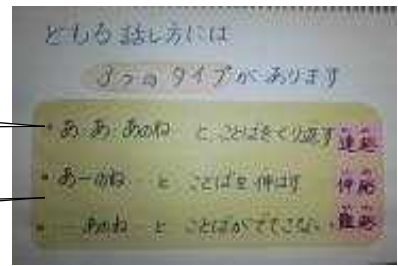 どもる話し方には
3つのタイプがあります
・あ、あ、あのね と、ことばをくり返す 連発
・あーのね と ことばを伸ばす 伸発
・……あのね と ことばがでてこない 難発